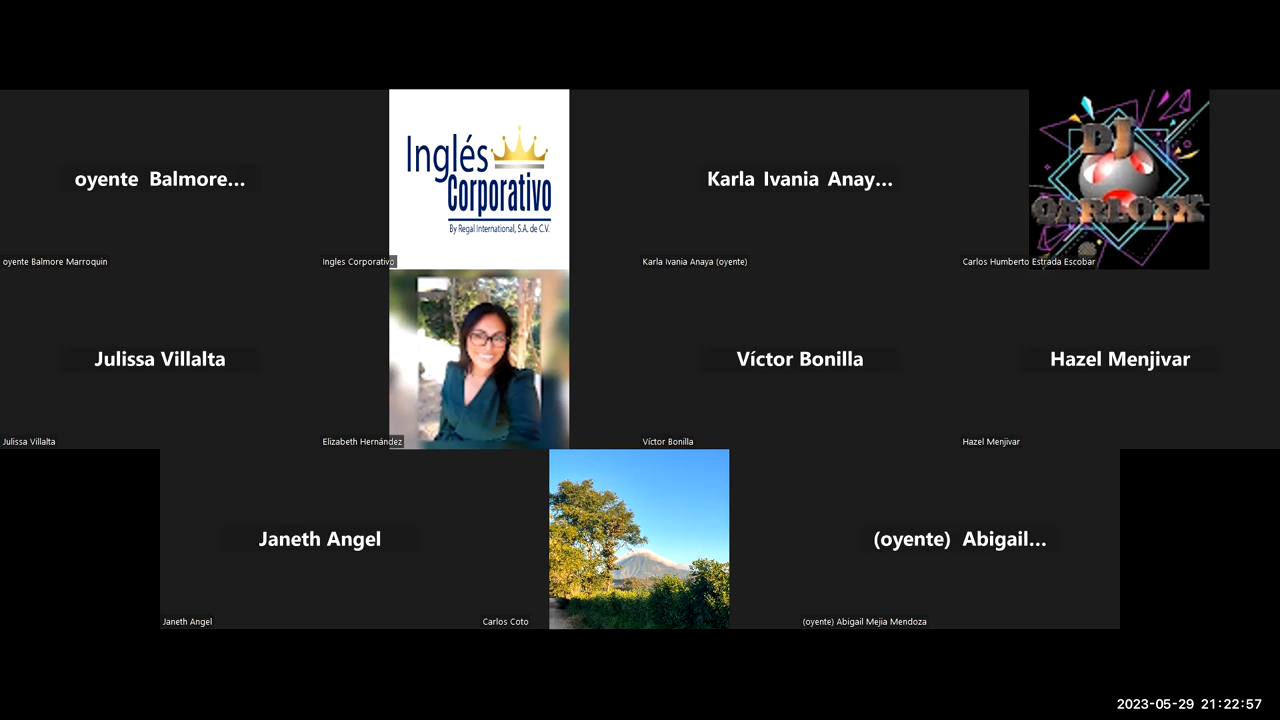 oyente Balmore...
Inglés
Corporativo
By Regal International, S.A. de C.V.
Karla Ivania Anay...
DJ
QARLOXX
oyente Balmore Marroquin
Ingles Corporativo
Karla Ivania Anaya (oyente)
Carlos Humberto Estrada Escobar
Julissa Villalta
Víctor Bonilla
Hazel Menjivar
Julissa Villalta
Elizabeth Hernández
Víctor Bonilla
Hazel Menjivar
Janeth Angel
(oyente) Abigail...
Janeth Angel
Carlos Coto
(oyente) Abigail Mejia Mendoza
2023-05-29 21:22:57